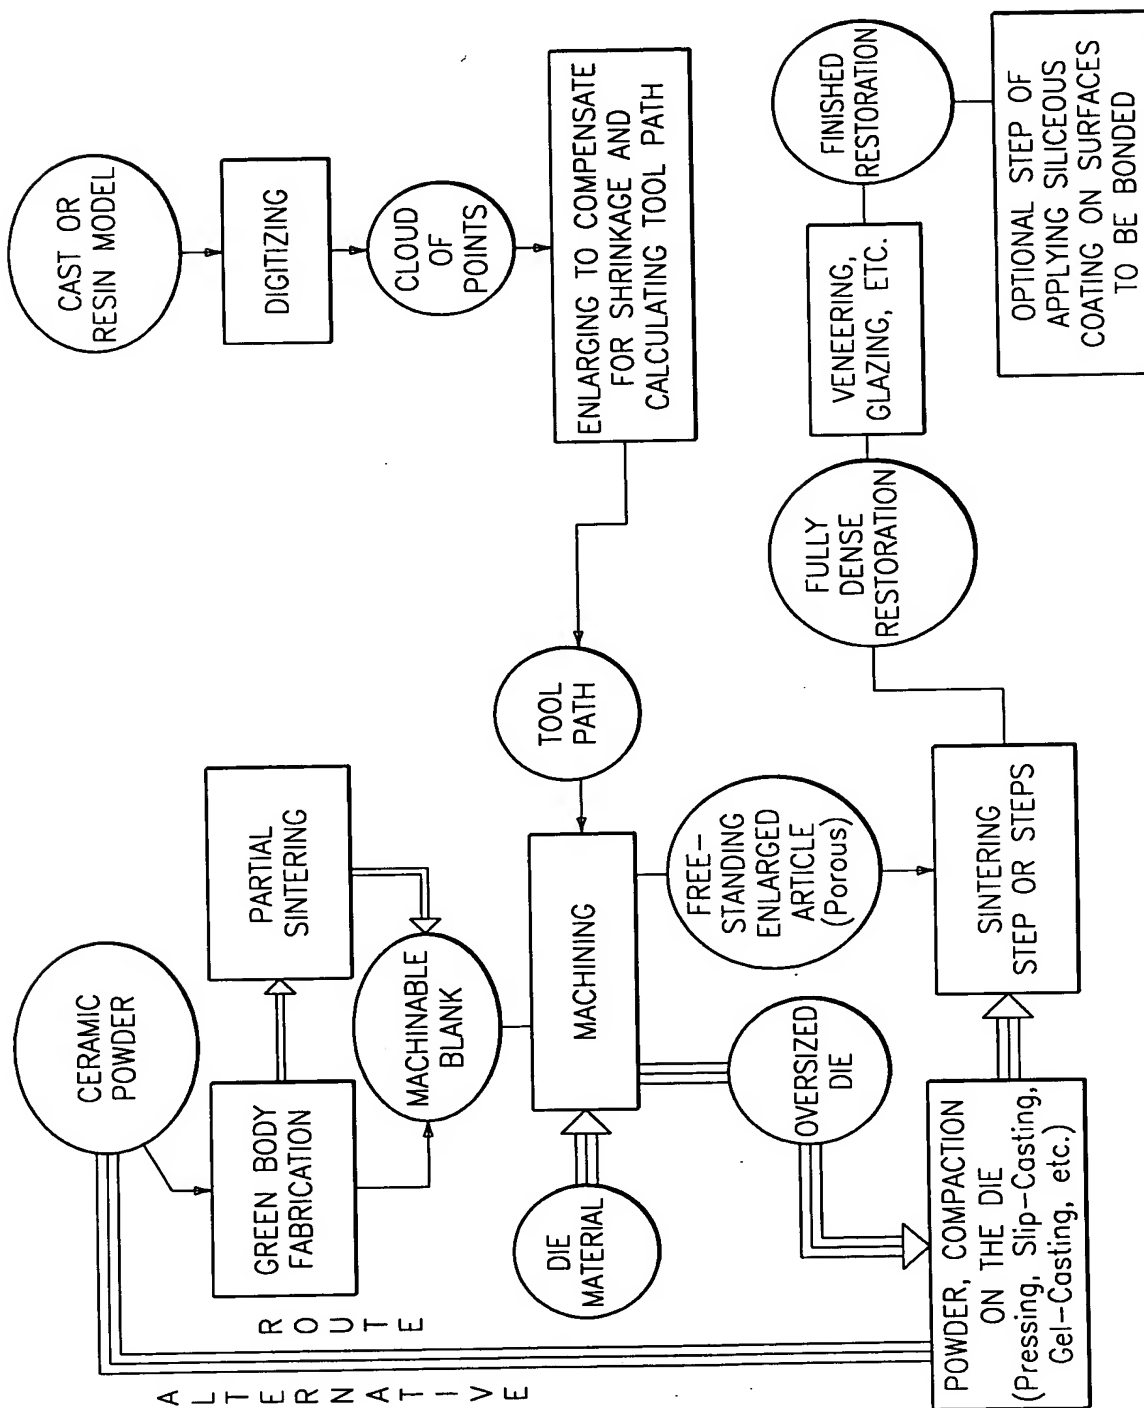 CAST OR
RESIN MODEL
DIGITIZING
CLOUD
OF
POINTS
ENLARGING TO COMPENSATE
FOR SHRINKAGE AND
CALCULATING TOOL PATH
TOOL
PATH
CERAMIC
POWDER
GREEN BODY
FABRICATION
PARTIAL
SINTERING
MACHINABLE
BLANK
MACHINING
DIE
MATERIAL
FREE-
STANDING
ENLARGED
ARTICLE
(Porous)
OVERSIZED
DIE
ALTERNATIVE
ROUTE
POWDER, COMPACTION
ON THE DIE
(Pressing, Slip-Casting,
Gel-Casting, etc.)
SINTERING
STEP OR STEPS
FULLY
DENSE
RESTORATION
VENEERING,
GLAZING, ETC.
FINISHED
RESTORATION
OPTIONAL STEP OF
APPLYING SILICEOUS
COATING ON SURFACES
TO BE BONDED